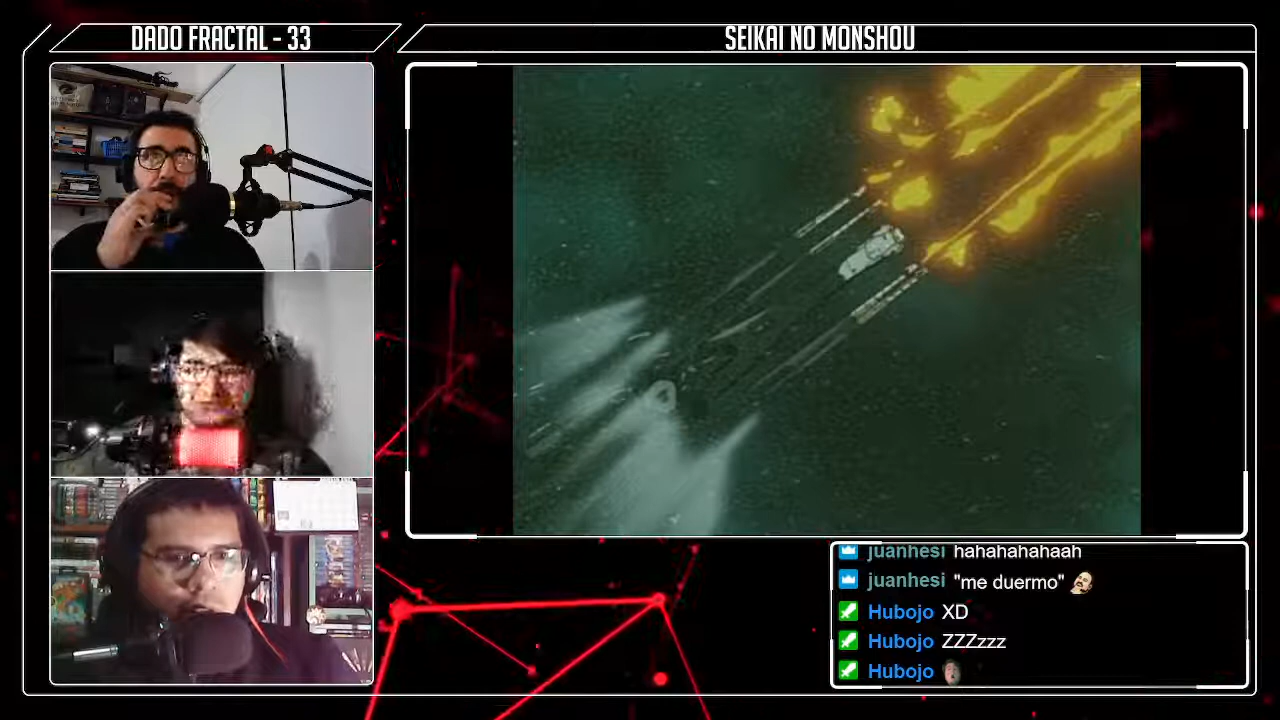 DADO FRACTAL - 33
SEIKAI NO MONSHOU
juanhesi hahahahahaah
juanhesi "me duermo"
Hubojo XD
Hubojo ZZZzzz
Hubojo